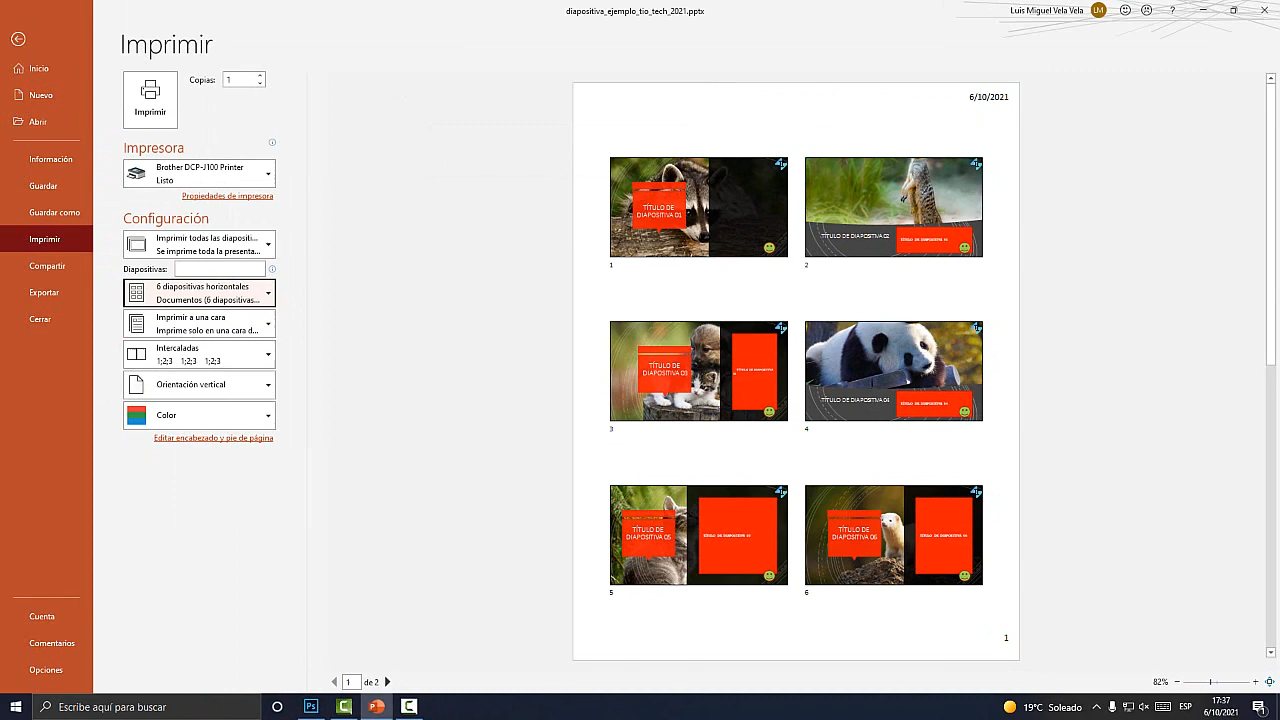 diapositiva_ejemplo_tio_tech_2021.pptx
Luis Miguel Vela Vela
LM
?
Imprimir
Inicio
Nuevo
Abrir
Información
Guardar
Guardar como
Imprimir
Compartir
Exportar
Cerrar
Cuenta
Comentarios
Opciones
Imprimir
Copias: 1
Impresora
Brother DCP-J100 Printer
Listo
Propiedades de impresora
Configuración
Imprimir todas las diapositi...
Se imprime toda la presenta...
Diapositivas:
6 diapositivas horizontales
Documentos (6 diapositivas...
Imprimir a una cara
Imprime solo en una cara d...
Intercaladas
1;2;3 1;2;3 1;2;3
Orientación vertical
Color
Editar encabezado y pie de página
6/10/2021
TÍTULO DE
DIAPOSITIVA 01
1
TÍTULO DE DIAPOSITIVA 02
2
TÍTULO DE
DIAPOSITIVA 03
3
TÍTULO DE DIAPOSITIVA 04
4
TÍTULO DE
DIAPOSITIVA 05
5
TÍTULO DE
DIAPOSITIVA 06
6
1
1 de 2
82%
Escribe aquí para buscar
Ps
19°C Soleado
ESP
17:37
6/10/2021